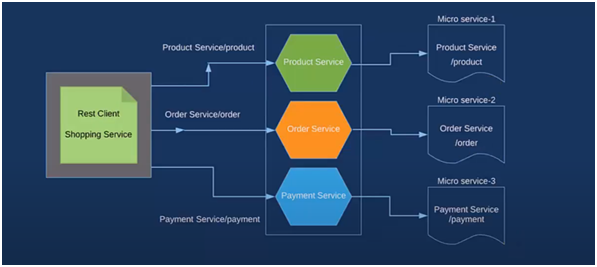 Micro service-1
Product Service/product
Product Service
Product Service
/product
Rest Client
Shopping Service
Order Service/order
Order Service
Micro service-2
Order Service
/order
Payment Service
Payment Service/payment
Micro service-3
Payment Service
/payment